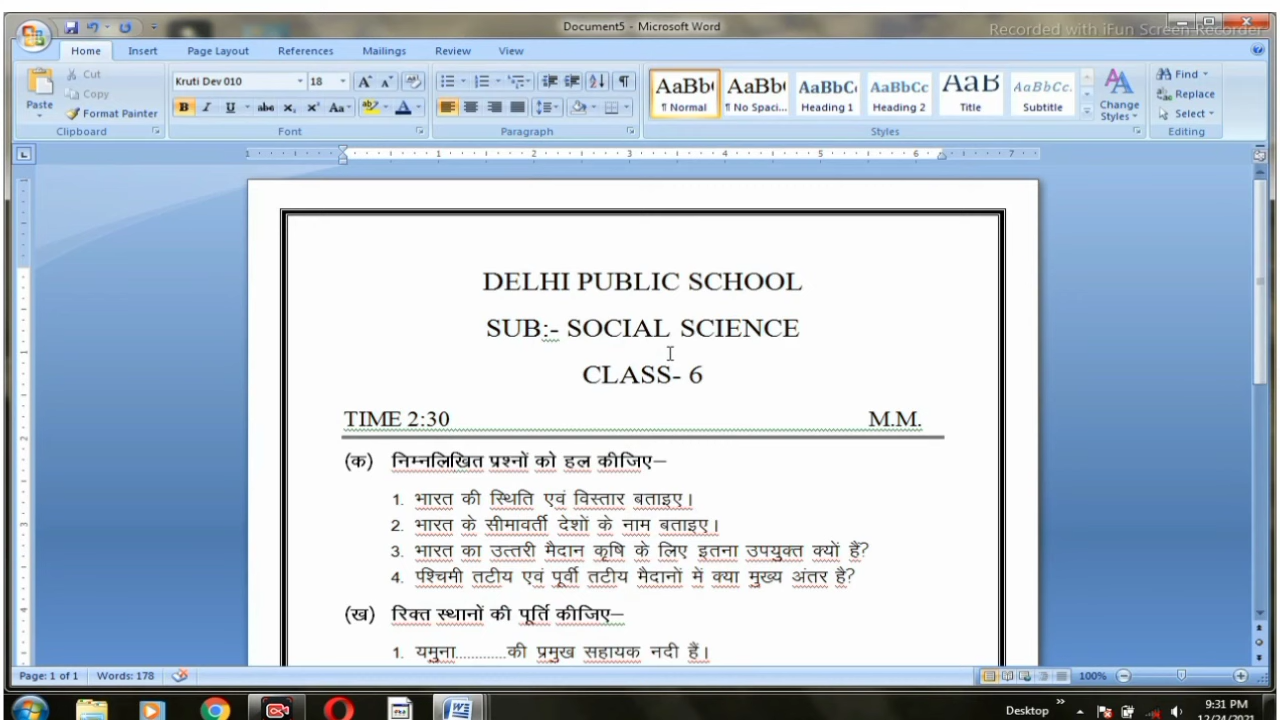 Document5 - Microsoft Word
Recorded with iFun Screen Recorder
Home Insert Page Layout References Mailings Review View
Paste
Cut
Copy
Format Painter
Clipboard
Kruti Dev 010 18
Font
Paragraph
AaBb( AaBb( AaBbC AaBbCc AaB AaBbCc.
¶ Normal ¶ No Spaci... Heading 1 Heading 2 Title Subtitle
Change Styles
Styles
Find
Replace
Select
Editing
DELHI PUBLIC SCHOOL
SUB:- SOCIAL SCIENCE
CLASS- 6
TIME 2:30 M.M.
(क) निम्नलिखित प्रश्नों को हल कीजिए–
1. भारत की स्थिति एवं विस्तार बताइए।
2. भारत के सीमावर्ती देशों के नाम बताइए।
3. भारत का उत्तरी मैदान कृषि के लिए इतना उपयुक्त क्यों हैं?
4. पश्चिमी तटीय एवं पूर्वी तटीय मैदानों में क्या मुख्य अंतर है?
(ख) रिक्त स्थानों की पूर्ति कीजिए–
1. यमुना............की प्रमुख सहायक नदी हैं।
Page: 1 of 1 Words: 178 100%
Desktop 9:31 PM
12/24/2021